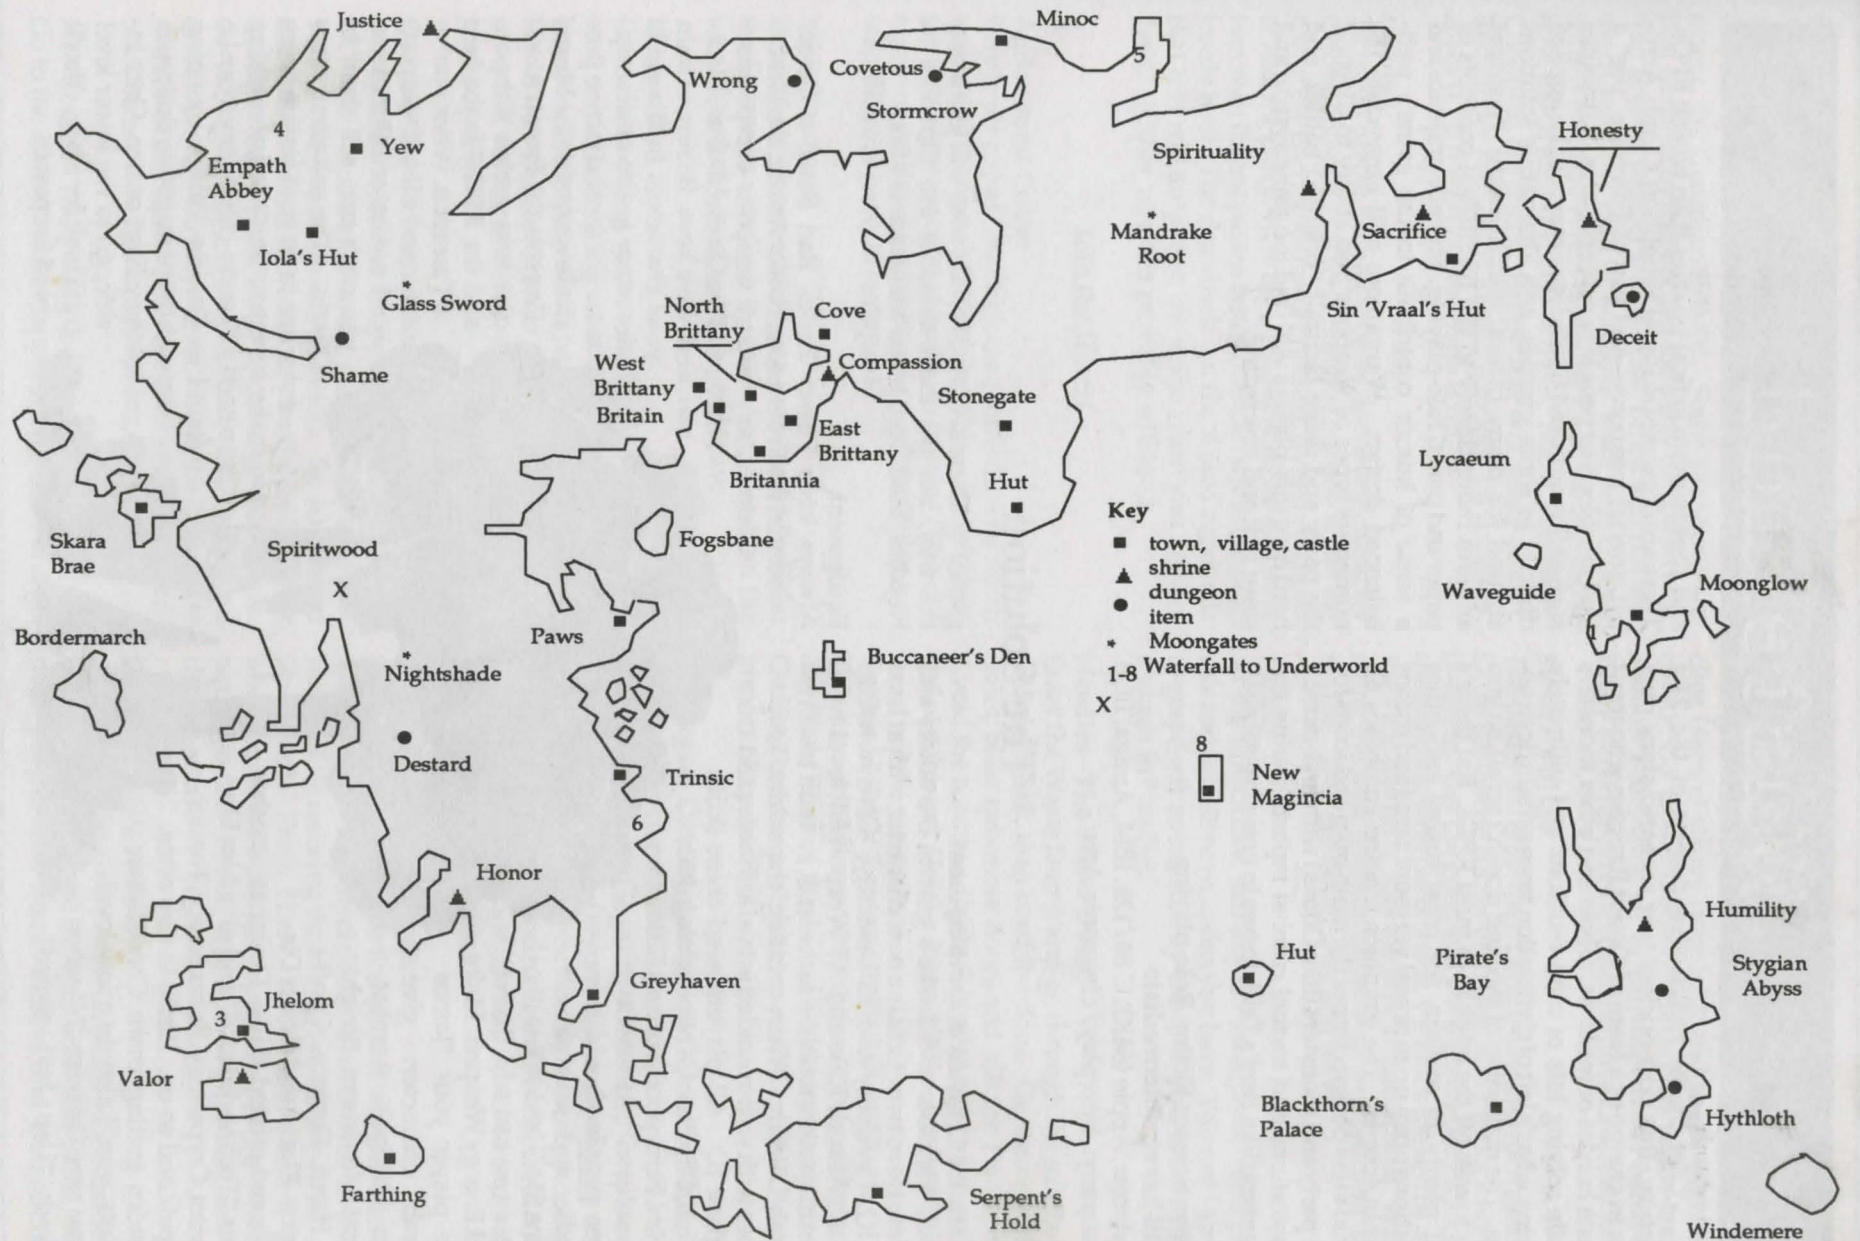 Justice
Minoc
Wrong
Covetous
5
Stormcrow
4
Yew
Honesty
Empath
Abbey
Spirituality
Iola's Hut
Mandrake
Root
Sacrifice
Glass Sword
North
Brittany
Cove
Sin 'Vraal's Hut
Deceit
Shame
West
Brittany
Compassion
Britain
Stonegate
East
Brittany
Britannia
Hut
Lycaeum
7
Skara
Brae
Spiritwood
X
Fogsbane
Key
town, village, castle
shrine
dungeon
item
* Moongates
1-8 Waterfall to Underworld
X
Waveguide
Moonglow
1
Bordermarch
Paws
Nightshade
Buccaneer's Den
Destard
Trinsic
6
8
New
Magincia
Honor
Humility
Hut
Pirate's
Bay
Stygian
Abyss
Greyhaven
Jhelom
3
Valor
Blackthorn's
Palace
Hythloth
Farthing
Serpent's
Hold
Windemere